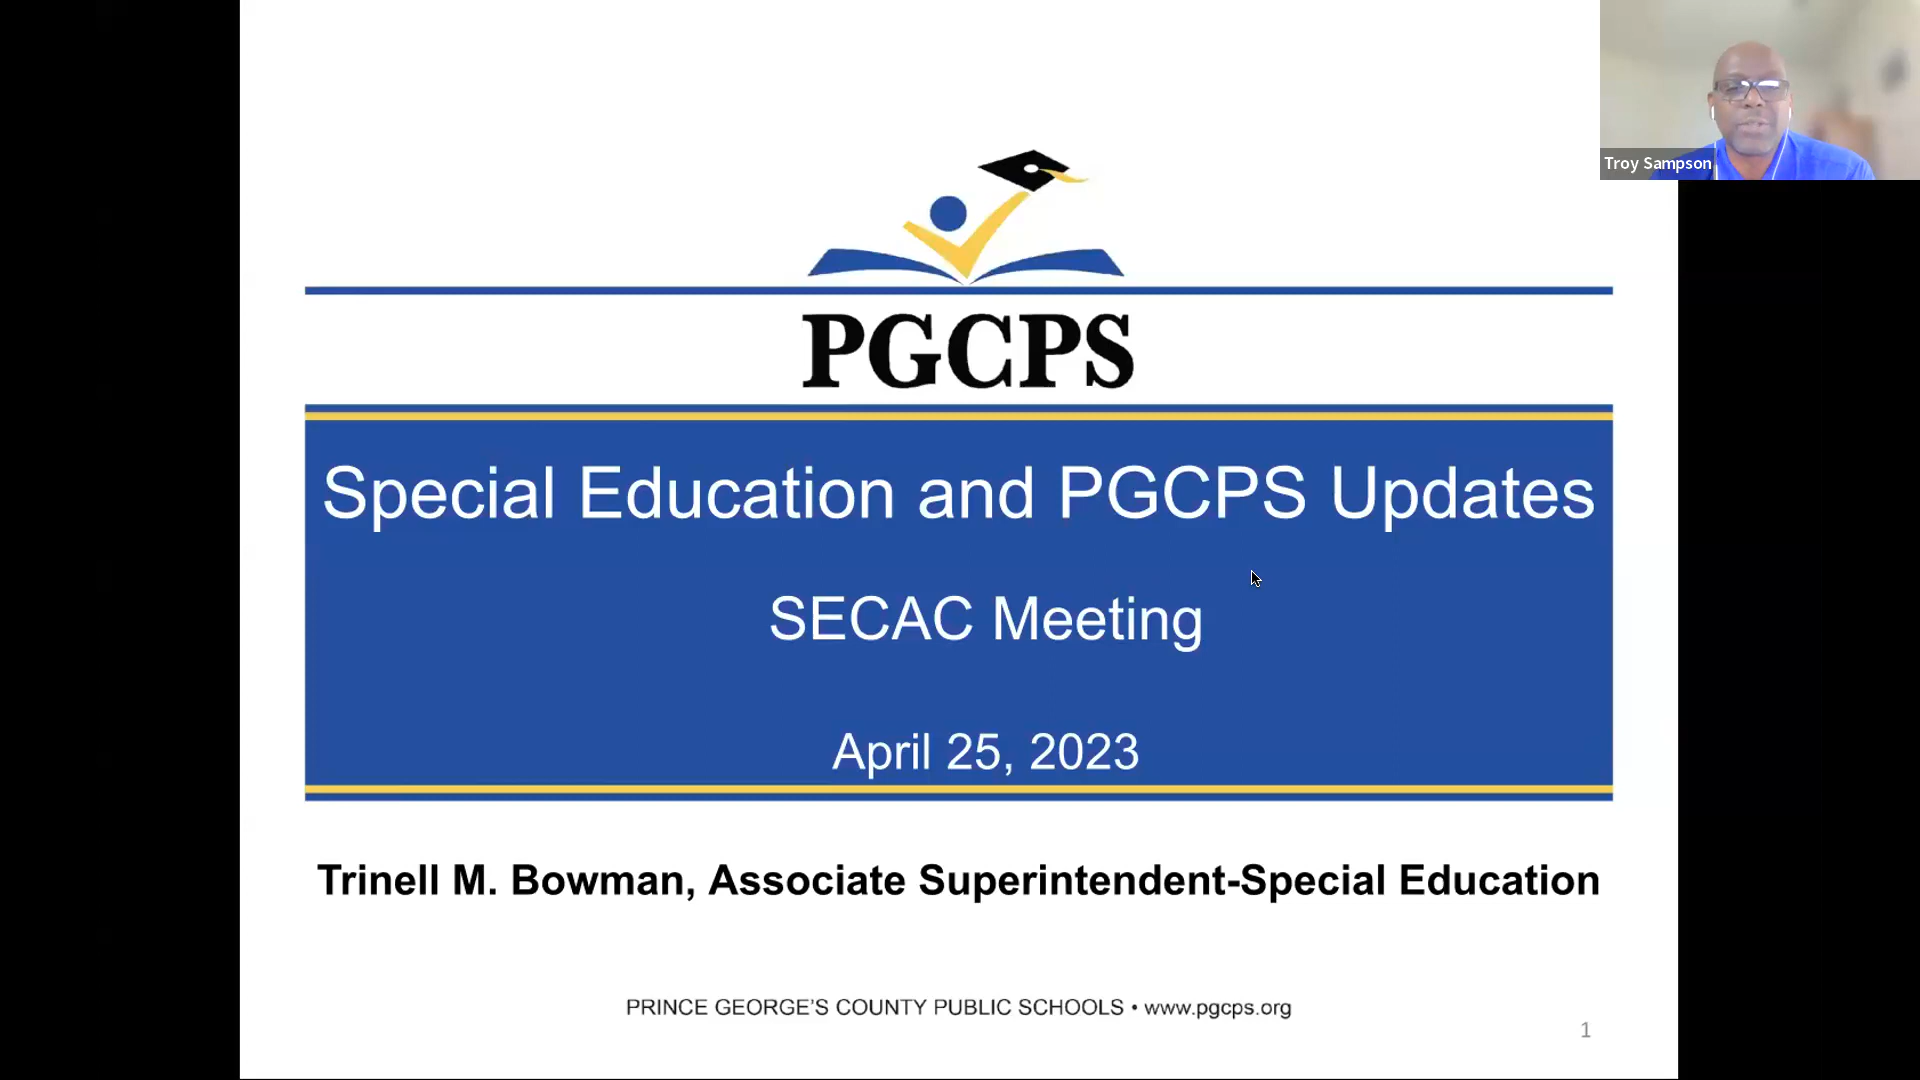 Troy Sampson
PGCPS
Special Education and PGCPS Updates
SECAC Meeting
April 25, 2023
Trinell M. Bowman, Associate Superintendent-Special Education
PRINCE GEORGE'S COUNTY PUBLIC SCHOOLS • www.pgcps.org
1